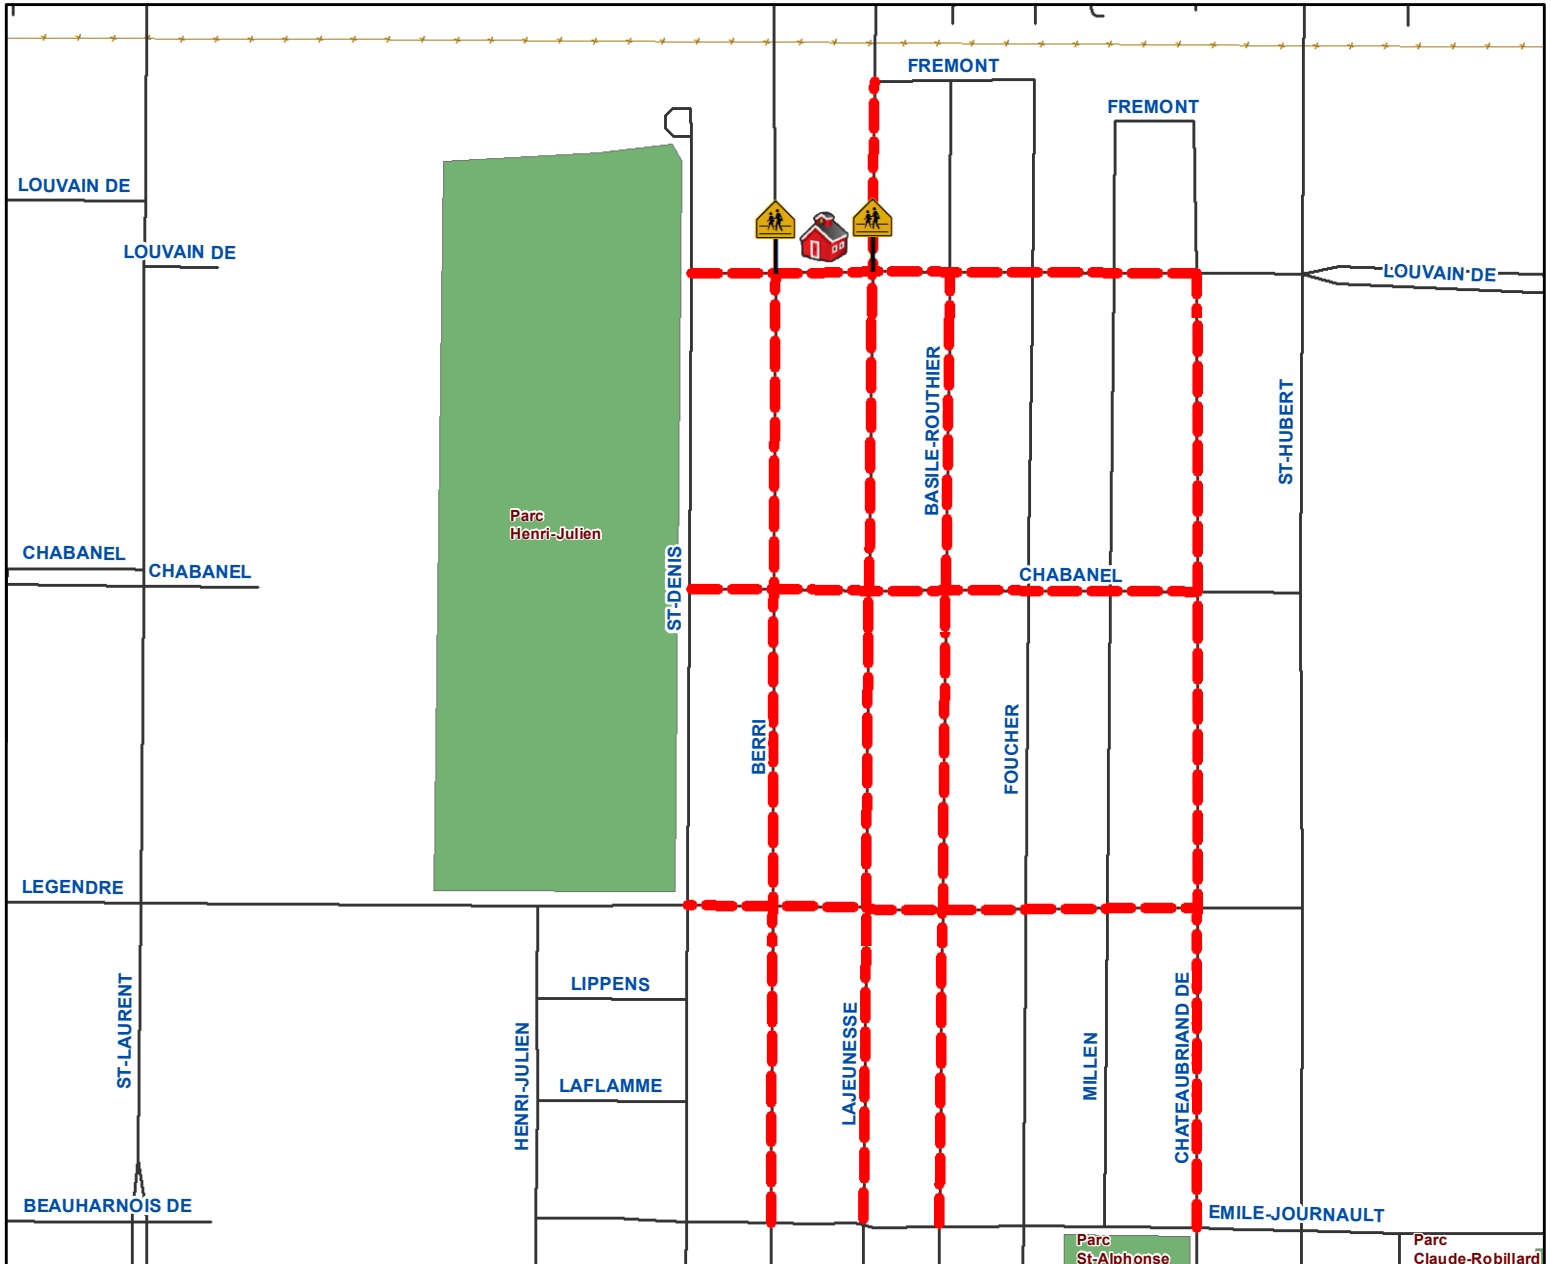 FREMONT
FREMONT
LOUVAIN DE
LOUVAIN DE
LOUVAIN DE
BASILE-ROUTHIER
ST-HUBERT
Parc
Henri-Julien
CHABANEL
CHABANEL
CHABANEL
ST-DENIS
BERRI
FOUCHER
LEGENDRE
ST-LAURENT
LIPPENS
HENRI-JULIEN
LAFLAMME
LAJEUNESSE
MILLEN
CHATEAUBRIAND DE
BEAUHARNOIS DE
EMILE-JOURNAULT
Parc
St-Alphonse
Parc
Claude-Robillard